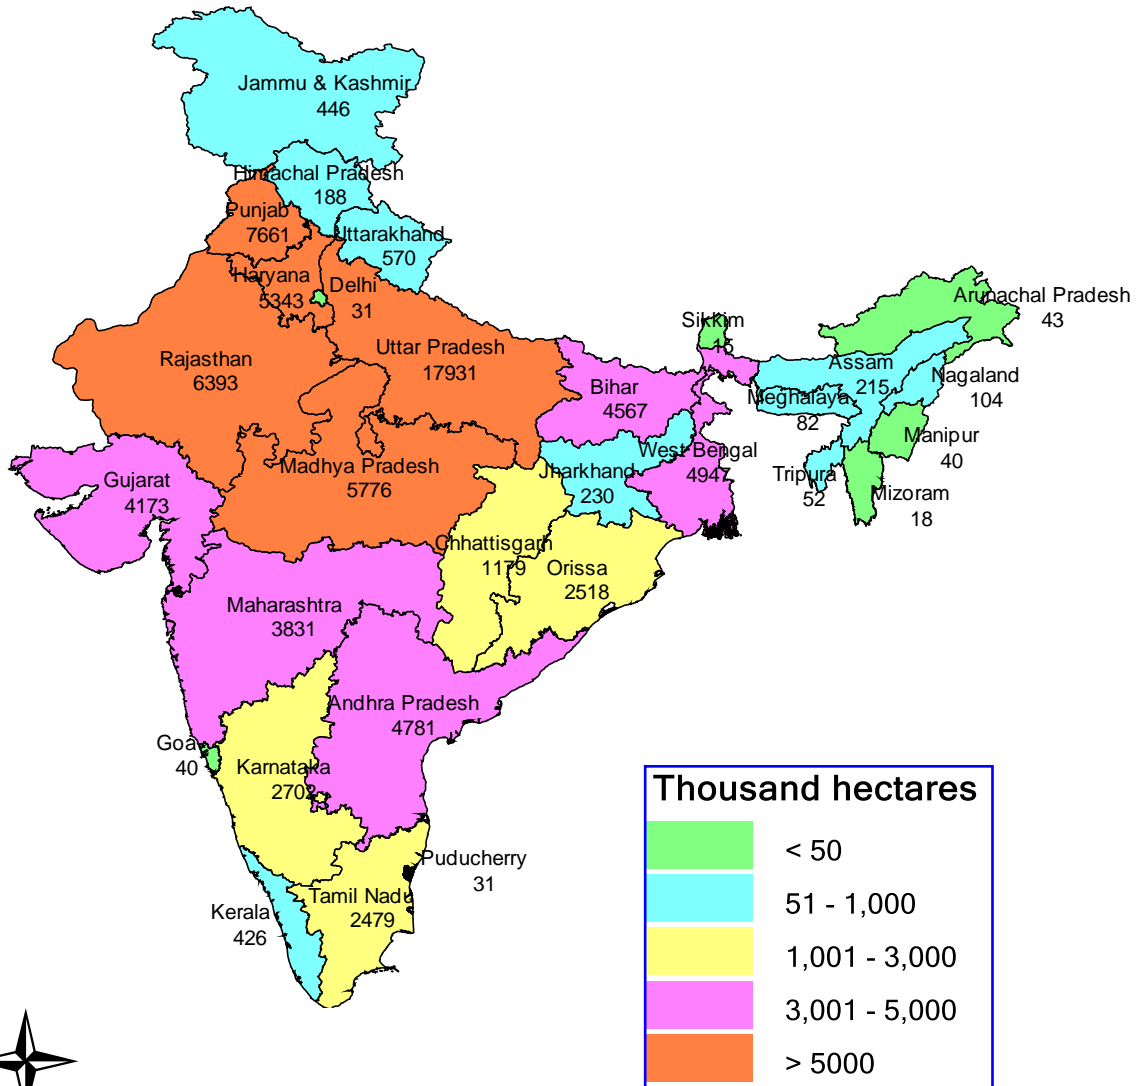 Jammu & Kashmir
446
Himachal Pradesh
188
Punjab
7661
Uttarakhand
570
Haryana
5343
Delhi
31
Arunachal Pradesh
43
Sikkim
15
Rajasthan
6393
Uttar Pradesh
17931
Bihar
4567
Assam
215
Nagaland
104
Meghalaya
82
Manipur
40
West Bengal
4947
Tripura
52
Mizoram
18
Gujarat
4173
Madhya Pradesh
5776
Jharkhand
230
Chhattisgarh
1179
Orissa
2518
Maharashtra
3831
Andhra Pradesh
4781
Goa
40
Karnataka
2702
Puducherry
31
Tamil Nadu
2479
Kerala
426
Thousand hectares
< 50
51 - 1,000
1,001 - 3,000
3,001 - 5,000
> 5000